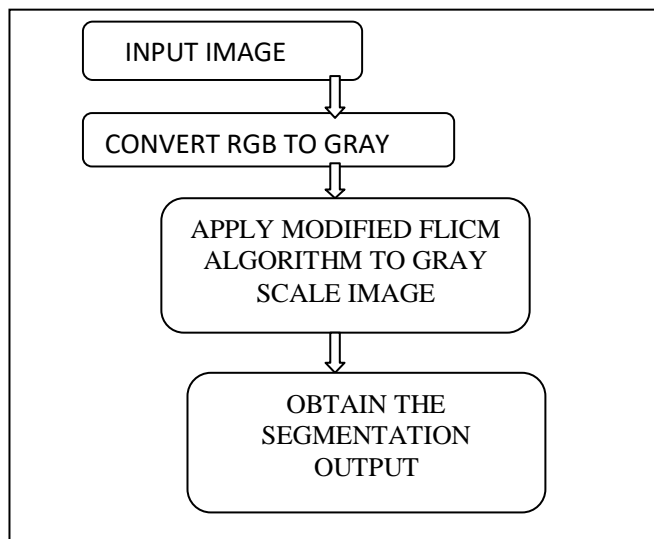 INPUT IMAGE
CONVERT RGB TO GRAY
APPLY MODIFIED FLICM
ALGORITHM TO GRAY
SCALE IMAGE
OBTAIN THE
SEGMENTATION
OUTPUT